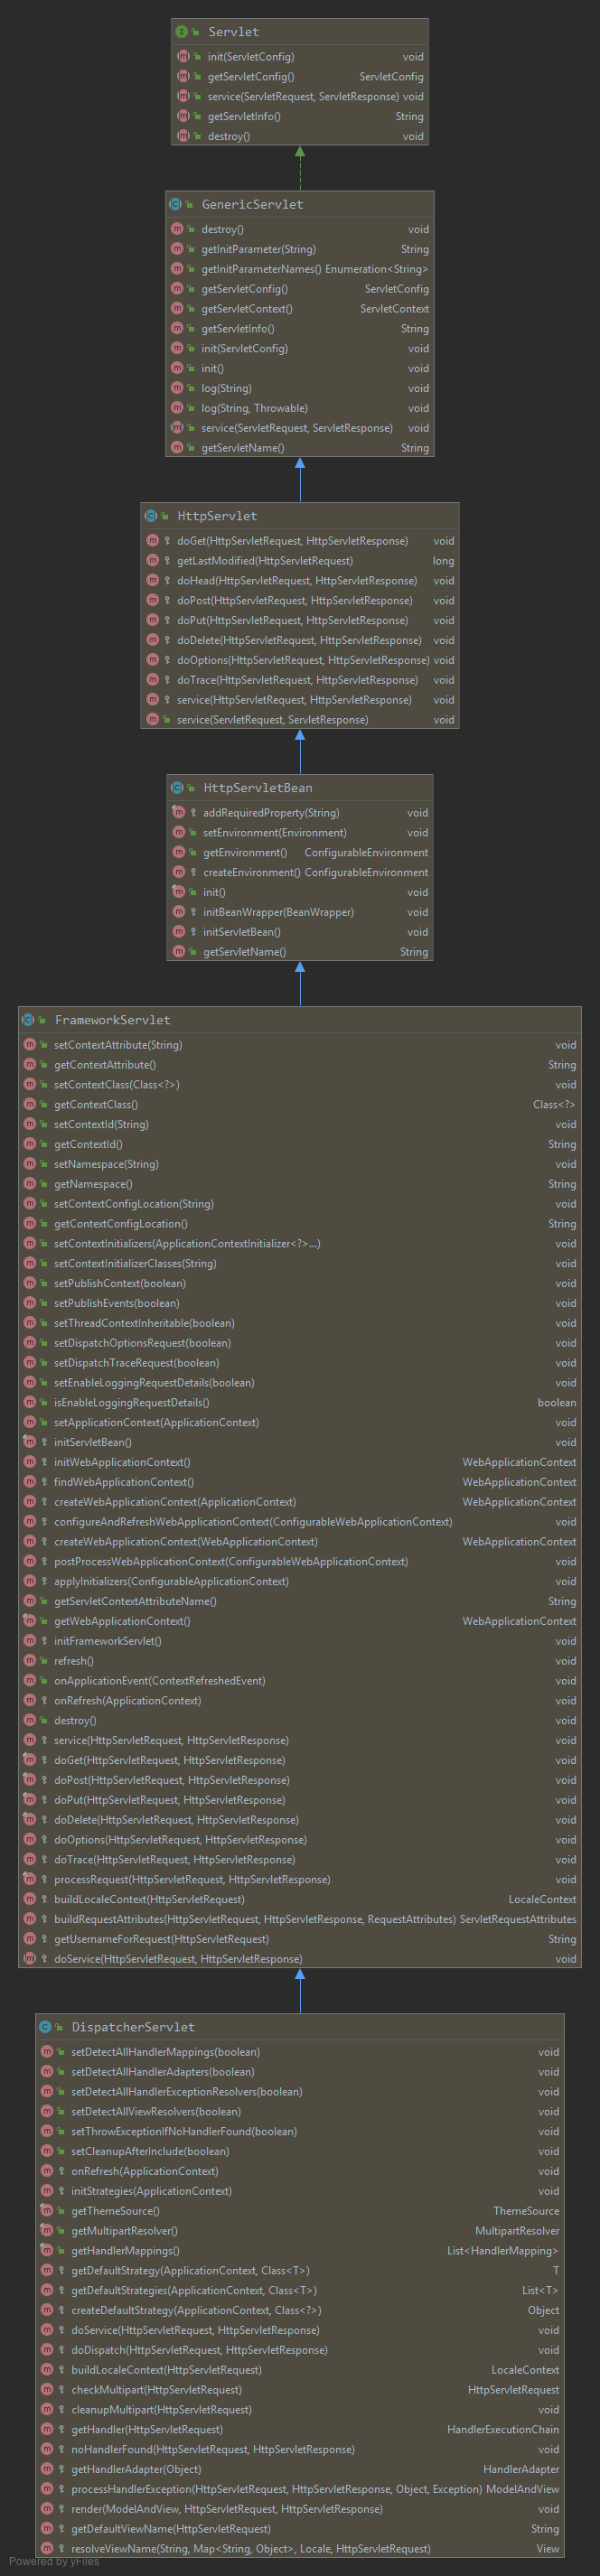 Servlet
init(ServletConfig) void
getServletConfig() ServletConfig
service(ServletRequest, ServletResponse) void
getServletInfo() String
destroy() void
GenericServlet
destroy() void
getInitParameter(String) String
getInitParameterNames() Enumeration<String>
getServletConfig() ServletConfig
getServletContext() ServletContext
getServletInfo() String
init(ServletConfig) void
init() void
log(String) void
log(String, Throwable) void
service(ServletRequest, ServletResponse) void
getServletName() String
HttpServlet
doGet(HttpServletRequest, HttpServletResponse) void
getLastModified(HttpServletRequest) long
doHead(HttpServletRequest, HttpServletResponse) void
doPost(HttpServletRequest, HttpServletResponse) void
doPut(HttpServletRequest, HttpServletResponse) void
doDelete(HttpServletRequest, HttpServletResponse) void
doOptions(HttpServletRequest, HttpServletResponse) void
doTrace(HttpServletRequest, HttpServletResponse) void
service(HttpServletRequest, HttpServletResponse) void
service(ServletRequest, ServletResponse) void
HttpServletBean
addRequiredProperty(String) void
setEnvironment(Environment) void
getEnvironment() ConfigurableEnvironment
createEnvironment() ConfigurableEnvironment
init() void
initBeanWrapper(BeanWrapper) void
initServletBean() void
getServletName() String
FrameworkServlet
setContextAttribute(String) void
getContextAttribute() String
setContextClass(Class<?>) void
getContextClass() Class<?>
setContextId(String) void
getContextId() String
setNamespace(String) void
getNamespace() String
setContextConfigLocation(String) void
getContextConfigLocation() String
setContextInitializers(ApplicationContextInitializer<?>...) void
setContextInitializerClasses(String) void
setPublishContext(boolean) void
setPublishEvents(boolean) void
setThreadContextInheritable(boolean) void
setDispatchOptionsRequest(boolean) void
setDispatchTraceRequest(boolean) void
setEnableLoggingRequestDetails(boolean) void
isEnableLoggingRequestDetails() boolean
setApplicationContext(ApplicationContext) void
initServletBean() void
initWebApplicationContext() WebApplicationContext
findWebApplicationContext() WebApplicationContext
createWebApplicationContext(ApplicationContext) WebApplicationContext
configureAndRefreshWebApplicationContext(ConfigurableWebApplicationContext) void
createWebApplicationContext(WebApplicationContext) WebApplicationContext
postProcessWebApplicationContext(ConfigurableWebApplicationContext) void
applyInitializers(ConfigurableApplicationContext) void
getServletContextAttributeName() String
getWebApplicationContext() WebApplicationContext
initFrameworkServlet() void
refresh() void
onApplicationEvent(ContextRefreshedEvent) void
onRefresh(ApplicationContext) void
destroy() void
service(HttpServletRequest, HttpServletResponse) void
doGet(HttpServletRequest, HttpServletResponse) void
doPost(HttpServletRequest, HttpServletResponse) void
doPut(HttpServletRequest, HttpServletResponse) void
doDelete(HttpServletRequest, HttpServletResponse) void
doOptions(HttpServletRequest, HttpServletResponse) void
doTrace(HttpServletRequest, HttpServletResponse) void
processRequest(HttpServletRequest, HttpServletResponse) void
buildLocaleContext(HttpServletRequest) LocaleContext
buildRequestAttributes(HttpServletRequest, HttpServletResponse, RequestAttributes) ServletRequestAttributes
getUsernameForRequest(HttpServletRequest) String
doService(HttpServletRequest, HttpServletResponse) void
DispatcherServlet
setDetectAllHandlerMappings(boolean) void
setDetectAllHandlerAdapters(boolean) void
setDetectAllHandlerExceptionResolvers(boolean) void
setDetectAllViewResolvers(boolean) void
setThrowExceptionIfNoHandlerFound(boolean) void
setCleanupAfterInclude(boolean) void
onRefresh(ApplicationContext) void
initStrategies(ApplicationContext) void
getThemeSource() ThemeSource
getMultipartResolver() MultipartResolver
getHandlerMappings() List<HandlerMapping>
getDefaultStrategy(ApplicationContext, Class<T>) T
getDefaultStrategies(ApplicationContext, Class<T>) List<T>
createDefaultStrategy(ApplicationContext, Class<?>) Object
doService(HttpServletRequest, HttpServletResponse) void
doDispatch(HttpServletRequest, HttpServletResponse) void
buildLocaleContext(HttpServletRequest) LocaleContext
checkMultipart(HttpServletRequest) HttpServletRequest
cleanupMultipart(HttpServletRequest) void
getHandler(HttpServletRequest) HandlerExecutionChain
noHandlerFound(HttpServletRequest, HttpServletResponse) void
getHandlerAdapter(Object) HandlerAdapter
processHandlerException(HttpServletRequest, HttpServletResponse, Object, Exception) ModelAndView
render(ModelAndView, HttpServletRequest, HttpServletResponse) void
getDefaultViewName(HttpServletRequest) String
resolveViewName(String, Map<String, Object>, Locale, HttpServletRequest) View
Powered by yFiles